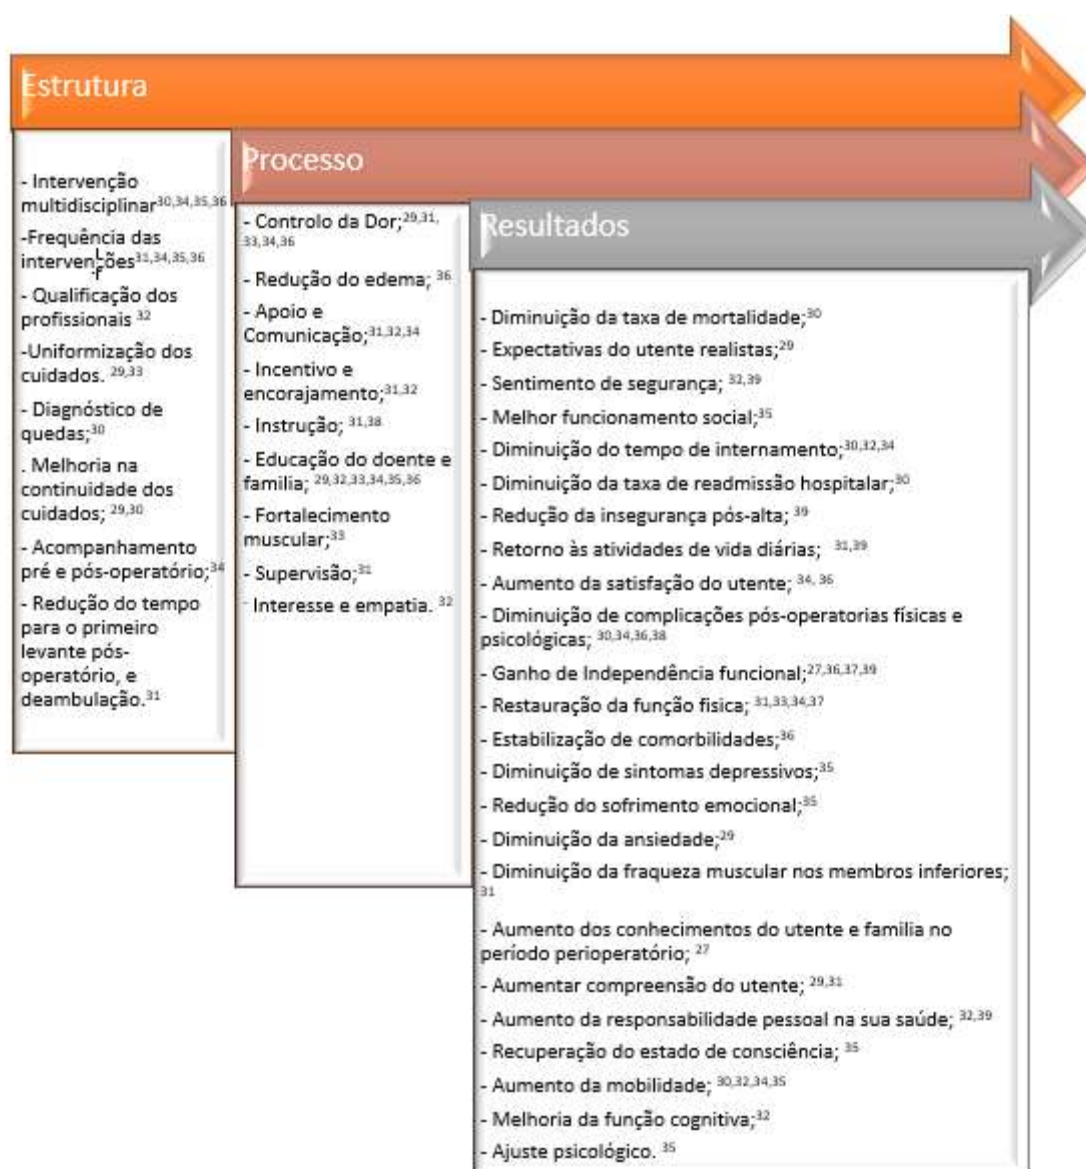 Estrutura
- Intervenção
multidisciplinar30,34,35,36
-Frequência das
intervenções31,34,35,36
- Qualificação dos
profissionais 32
-Uniformização dos
cuidados. 29,33
- Diagnóstico de
quedas;30
. Melhoria na
continuidade dos
cuidados; 29,30
- Acompanhamento
pré e pós-operatório;34
- Redução do tempo
para o primeiro
levante pós-
operatório, e
deambulação.31
Processo
- Controlo da Dor;29,31,
33,34,36
- Redução do edema; 36
- Apoio e
Comunicação;31,32,34
- Incentivo e
encorajamento;31,32
- Instrução; 31,38
- Educação do doente e
familia; 29,32,33,34,35,36
- Fortalecimento
muscular;33
- Supervisão;31
- Interesse e empatia. 32
Resultados
- Diminuição da taxa de mortalidade;30
- Expectativas do utente realistas;29
- Sentimento de segurança; 32,39
- Melhor funcionamento social;35
- Diminuição do tempo de internamento;30,32,34
- Diminuição da taxa de readmissão hospitalar;30
- Redução da insegurança pós-alta; 39
- Retorno às atividades de vida diárias; 31,39
- Aumento da satisfação do utente; 34, 36
- Diminuição de complicações pós-operatorias físicas e
psicológicas; 30,34,36,38
- Ganho de Independência funcional;27,36,37,39
- Restauração da função fisica; 31,33,34,37
- Estabilização de comorbilidades;36
- Diminuição de sintomas depressivos;35
- Redução do sofrimento emocional;35
- Diminuição da ansiedade;29
- Diminuição da fraqueza muscular nos membros inferiores;
31
- Aumento dos conhecimentos do utente e familia no
período perioperatório; 27
- Aumentar compreensão do utente; 29,31
- Aumento da responsabilidade pessoal na sua saúde; 32,39
- Recuperação do estado de consciência; 35
- Aumento da mobilidade; 30,32,34,35
- Melhoria da função cognitiva;32
- Ajuste psicológico. 35